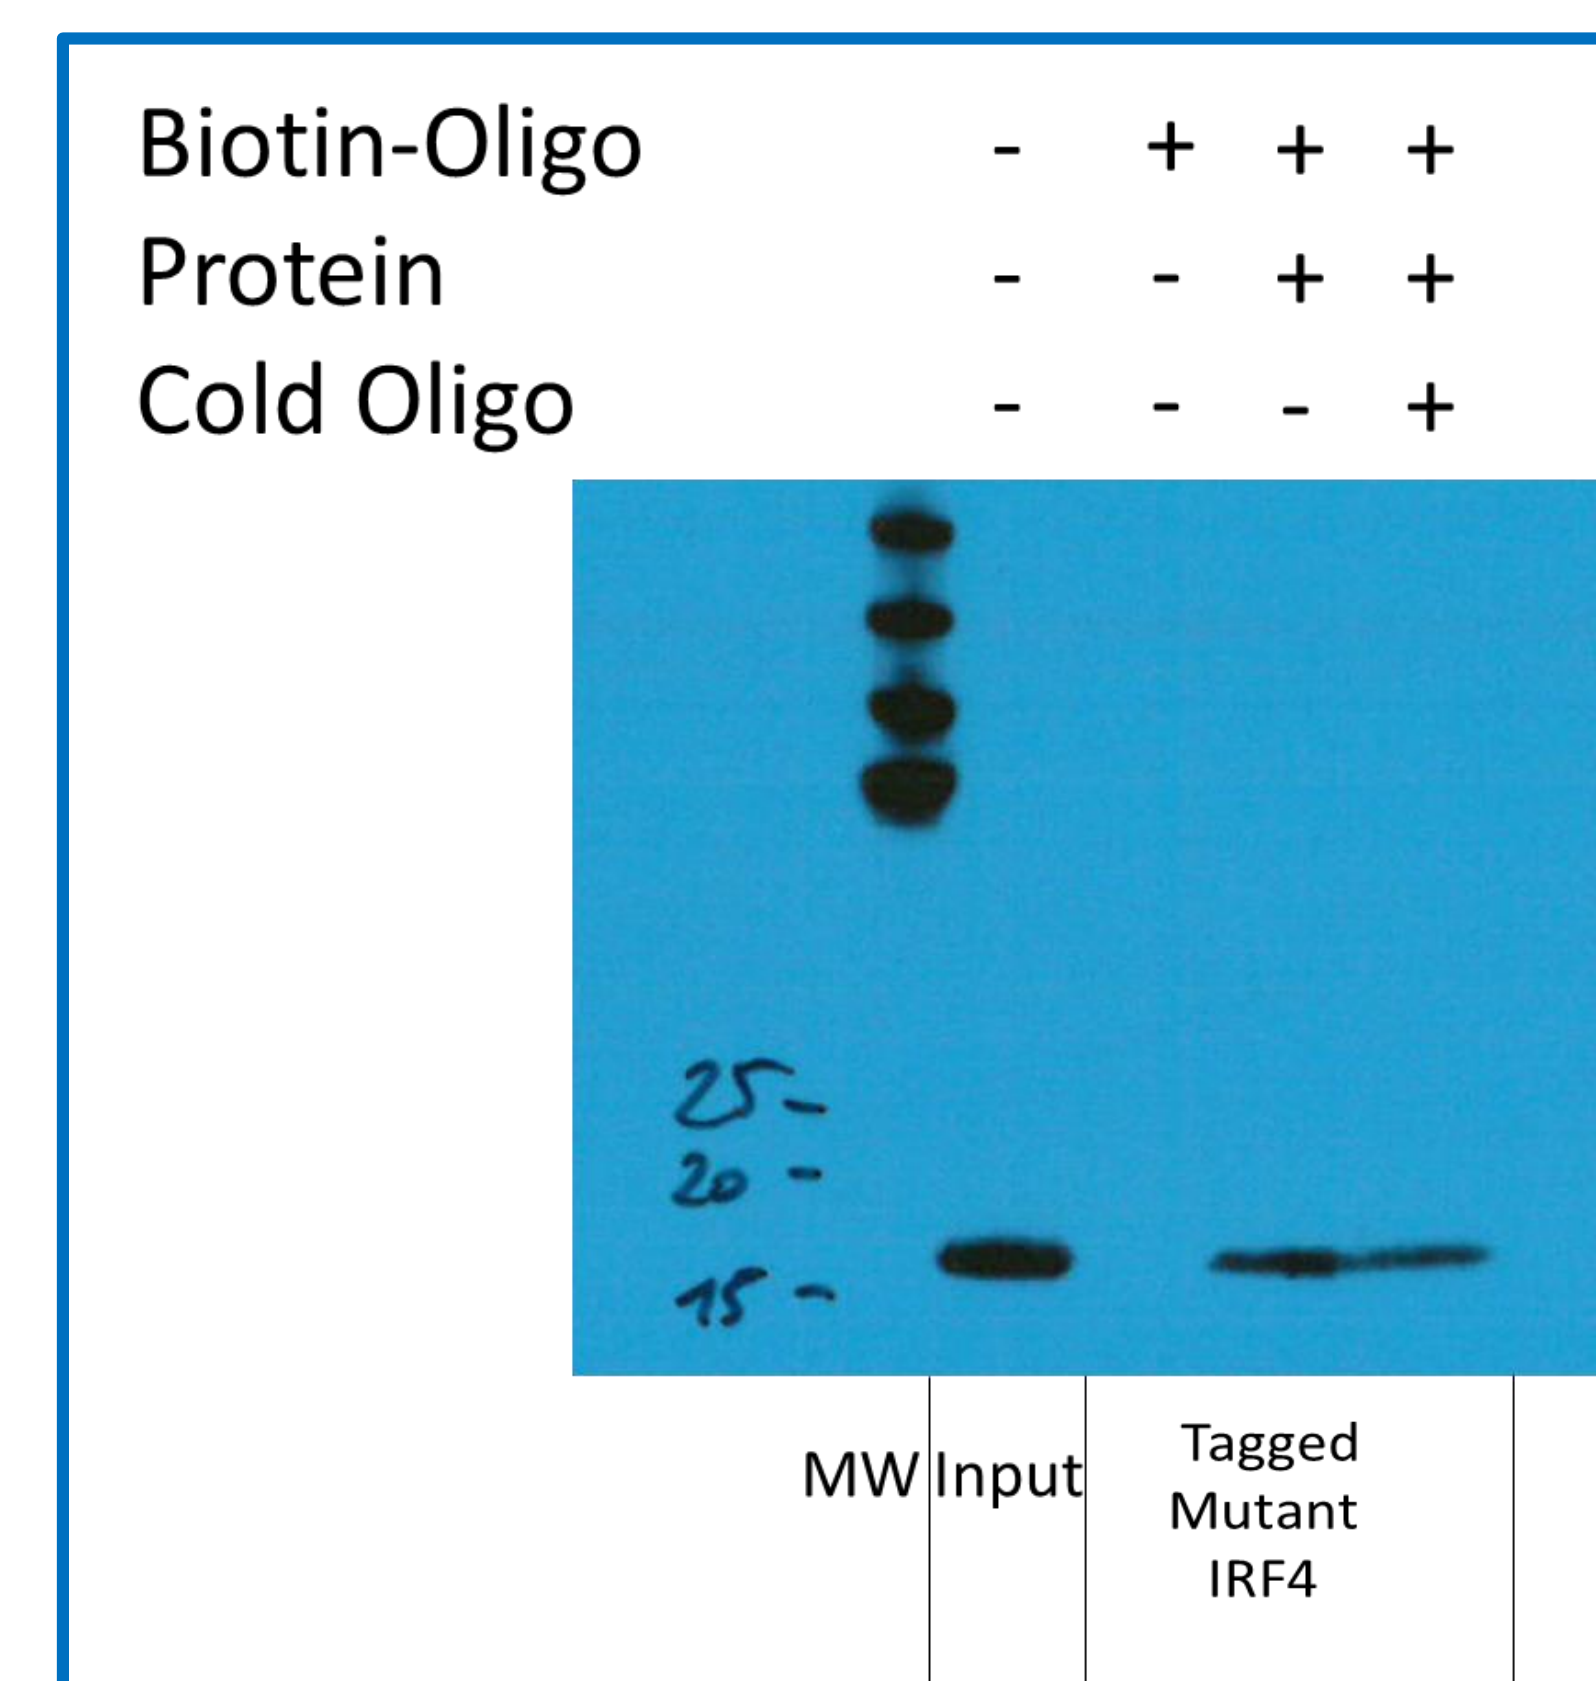 Biotin-Oligo - + + +
Protein - - + +
Cold Oligo - - - +
25-
20 -
15 -
MW Input Tagged
Mutant
IRF4